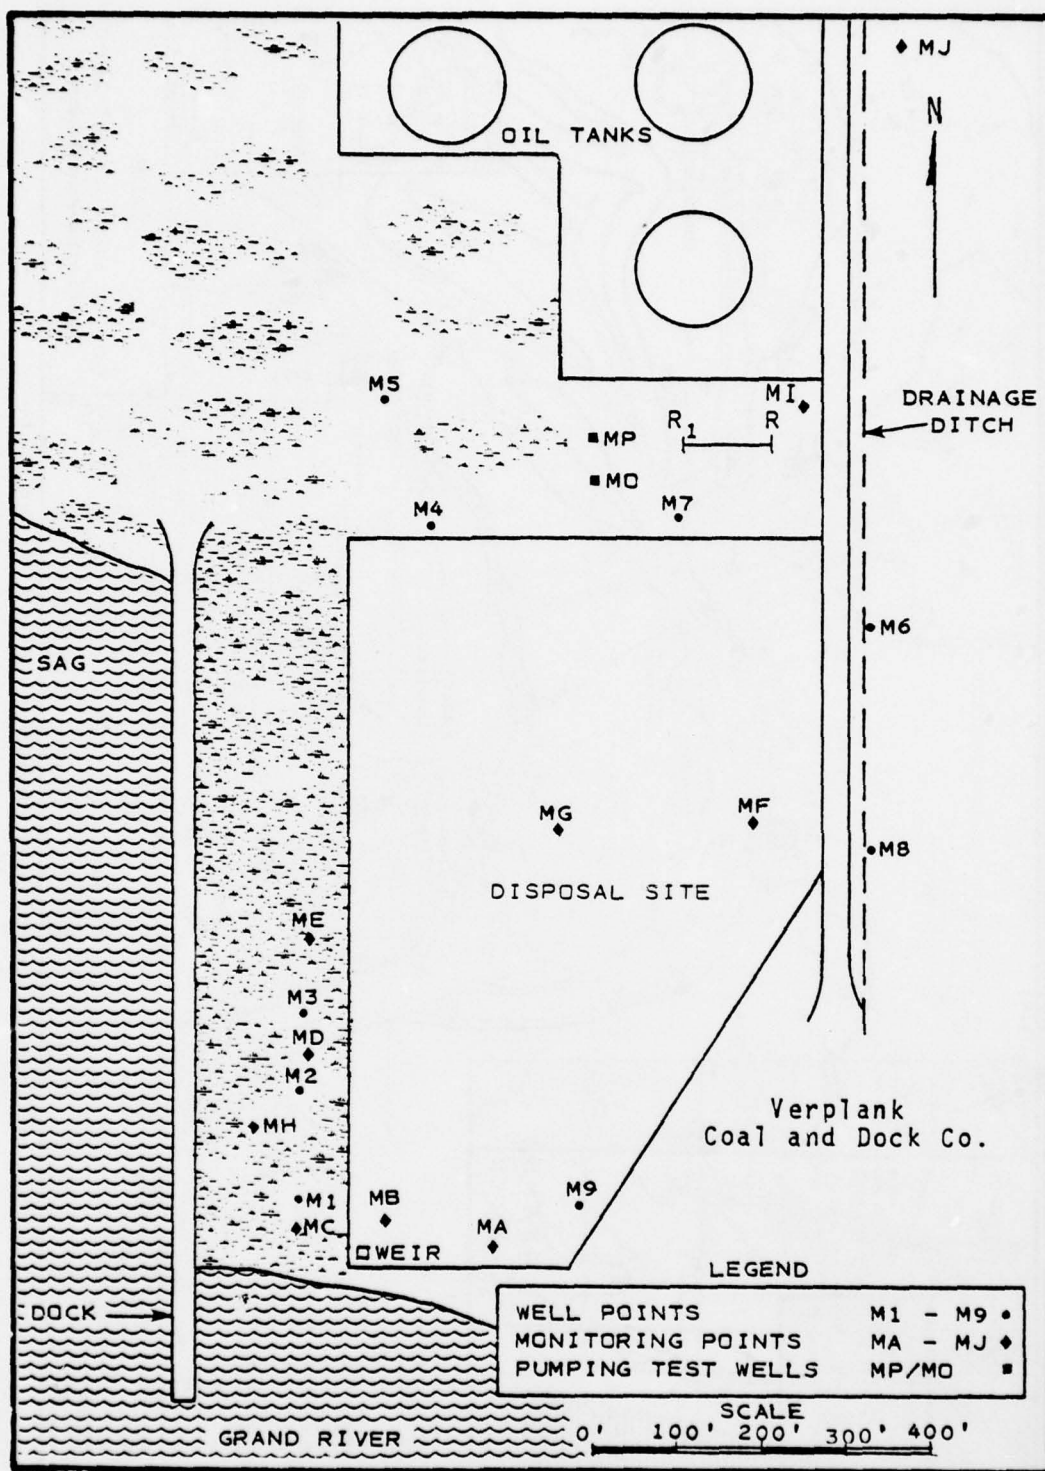 MJ
N
OIL TANKS
M5
MI
DRAINAGE
DITCH
R1 R
MP
MO
M4
M7
M6
SAG
MG
MF
M8
DISPOSAL SITE
ME
M3
MD
M2
MH
Verplank
Coal and Dock Co.
M1
MB
M9
MC
MA
WEIR
LEGEND
DOCK
WELL POINTS M1 - M9
MONITORING POINTS MA - MJ
PUMPING TEST WELLS MP/MO
SCALE
0' 100' 200' 300' 400'
GRAND RIVER